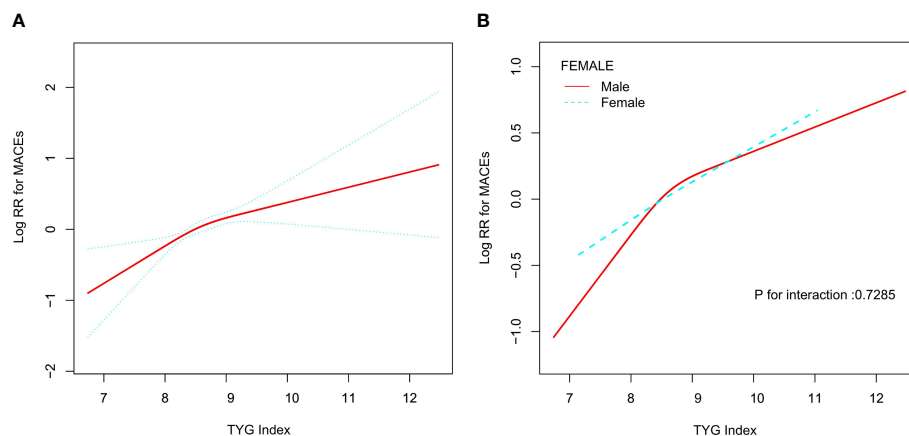 A
Log RR for MACEs
2
1
0
−1
−2
7 8 9 10 11 12
TYG Index
B
Log RR for MACEs
1.0
0.5
0.0
−0.5
−1.0
FEMALE
Male
Female
P for interaction :0.7285
7 8 9 10 11 12
TYG Index